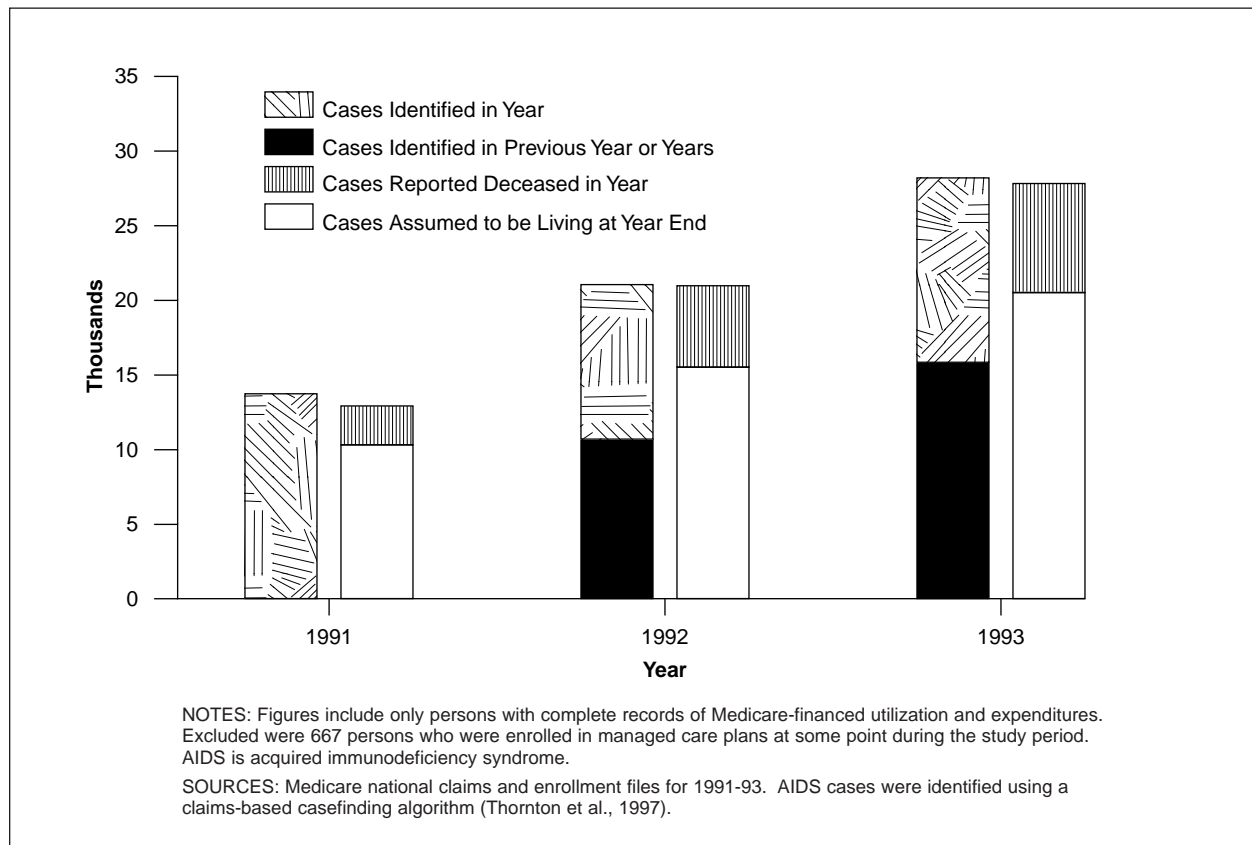 35
30
25
20
15
10
5
0
Thousands
Cases Identified in Year
Cases Identified in Previous Year or Years
Cases Reported Deceased in Year
Cases Assumed to be Living at Year End
1991
1992
1993
Year
NOTES: Figures include only persons with complete records of Medicare-financed utilization and expenditures.
Excluded were 667 persons who were enrolled in managed care plans at some point during the study period.
AIDS is acquired immunodeficiency syndrome.
SOURCES: Medicare national claims and enrollment files for 1991-93. AIDS cases were identified using a
claims-based casefinding algorithm (Thornton et al., 1997).